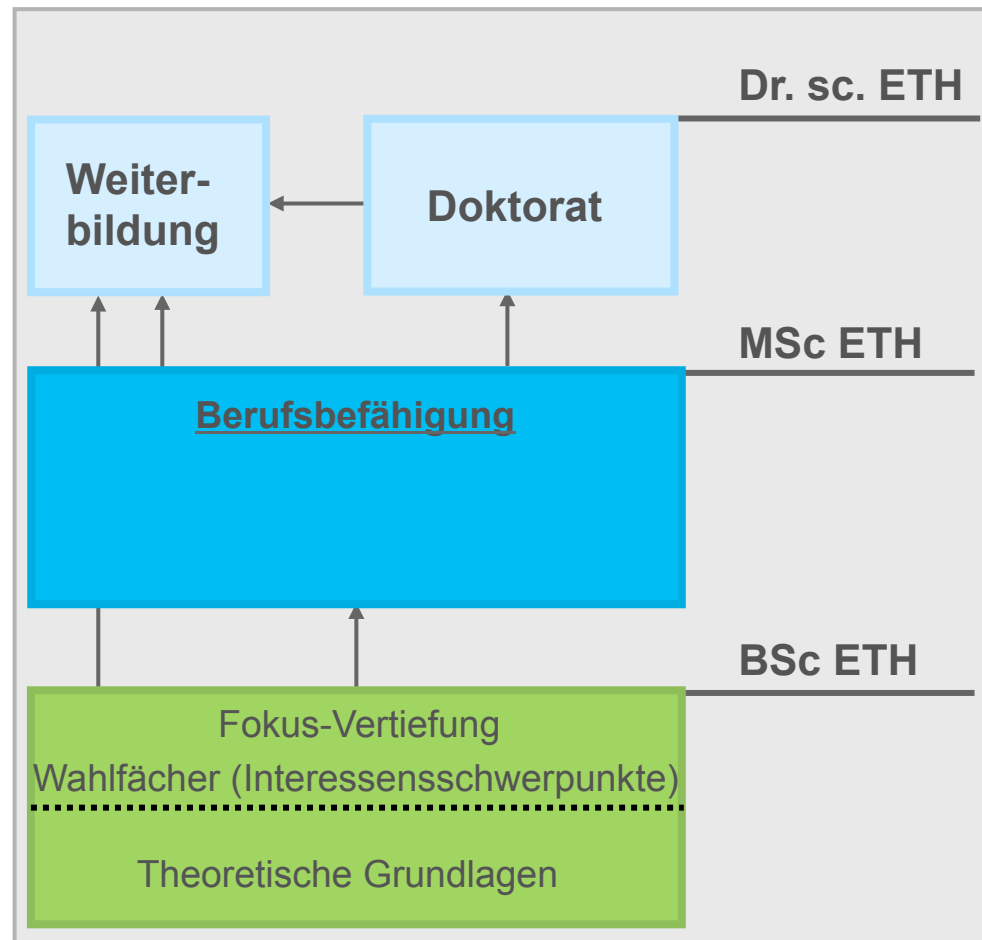 Dr. sc. ETH
Weiter-
bildung
Doktorat
MSc ETH
Berufsbefähigung
BSc ETH
Fokus-Vertiefung
Wahlfächer (Interessensschwerpunkte)
Theoretische Grundlagen